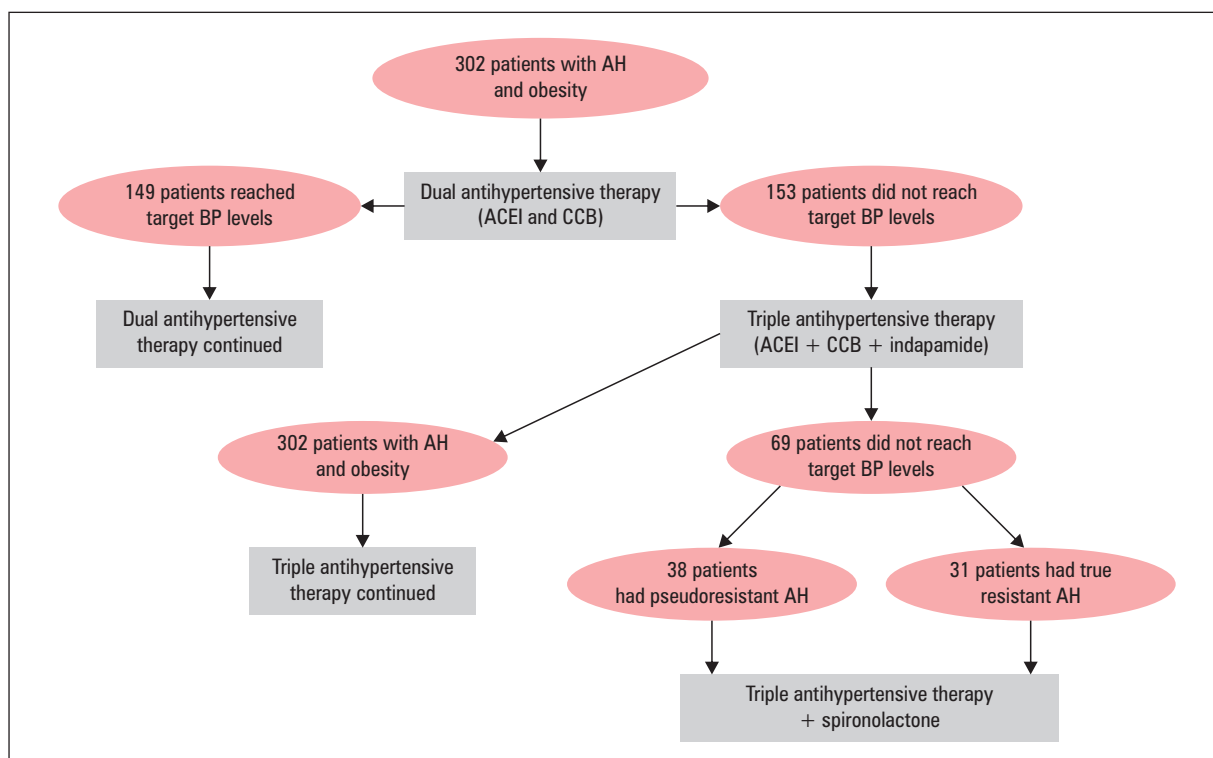 302 patients with AH
and obesity
149 patients reached
target BP levels
Dual antihypertensive therapy
(ACEI and CCB)
153 patients did not reach
target BP levels
Dual antihypertensive
therapy continued
Triple antihypertensive therapy
(ACEI + CCB + indapamide)
302 patients with AH
and obesity
69 patients did not reach
target BP levels
Triple antihypertensive
therapy continued
38 patients
had pseudoresistant AH
31 patients had true
resistant AH
Triple antihypertensive therapy
+ spironolactone